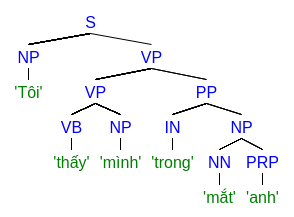 S
NP VP
'Tôi' VP PP
VB NP IN NP
'thấy' 'mình' 'trong' NN PRP
'mắt' 'anh'